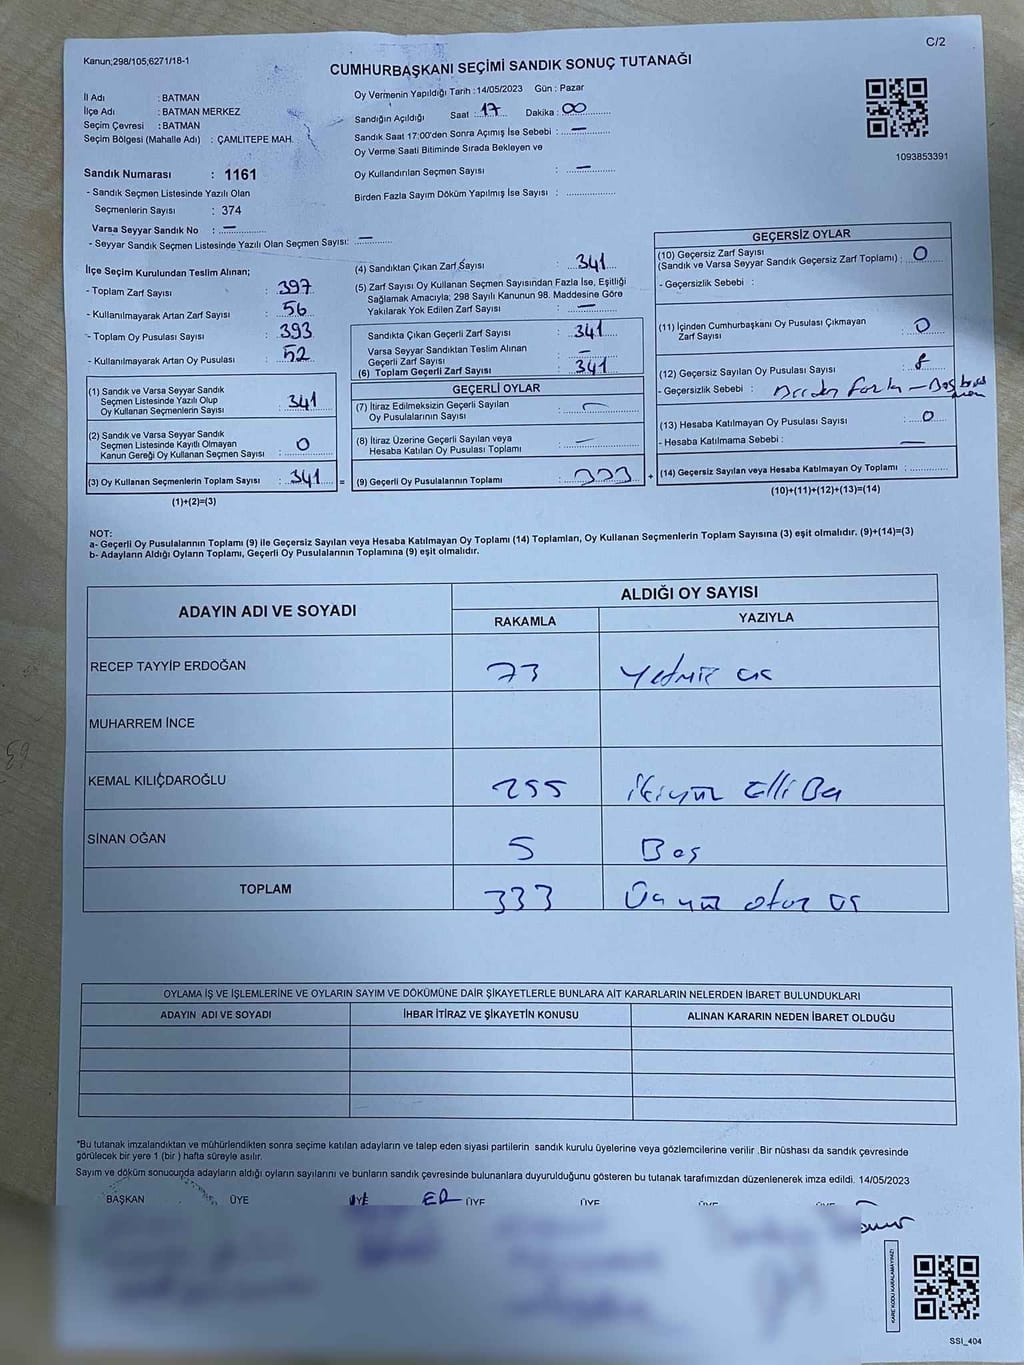 Kanun;298/105,6271/18-1
C/2
CUMHURBAŞKANI SEÇİMİ SANDIK SONUÇ TUTANAĞI
İl Adı : BATMAN
İlçe Adı : BATMAN MERKEZ
Seçim Çevresi : BATMAN
Seçim Bölgesi (Mahalle Adı) : ÇAMLITEPE MAH.
Sandık Numarası : 1161
- Sandık Seçmen Listesinde Yazılı Olan
Seçmenlerin Sayısı : 374
Varsa Seyyar Sandık No : —
- Seyyar Sandık Seçmen Listesinde Yazılı Olan Seçmen Sayısı: —
Oy Vermenin Yapıldığı Tarih : 14/05/2023 Gün : Pazar
Sandığın Açıldığı Saat : 17 Dakika : 00
Sandık Saat 17:00'den Sonra Açımış İse Sebebi : —
Oy Verme Saati Bitiminde Sırada Bekleyen ve
Oy Kullandırılan Seçmen Sayısı : —
Birden Fazla Sayım Döküm Yapılmış İse Sayısı :
1093853391
İlçe Seçim Kurulundan Teslim Alınan;
- Toplam Zarf Sayısı : 397
- Kullanılmayarak Artan Zarf Sayısı : 56
- Toplam Oy Pusulası Sayısı : 393
- Kullanılmayarak Artan Oy Pusulası : 52
(1) Sandık ve Varsa Seyyar Sandık
Seçmen Listesinde Yazılı Olup
Oy Kullanan Seçmenlerin Sayısı : 341
(2) Sandık ve Varsa Seyyar Sandık
Seçmen Listesinde Kayıtlı Olmayan
Kanun Gereği Oy Kullanan Seçmen Sayısı : 0
(3) Oy Kullanan Seçmenlerin Toplam Sayısı : 341 =
(1)+(2)=(3)
(4) Sandıktan Çıkan Zarf Sayısı : 341
(5) Zarf Sayısı Oy Kullanan Seçmen Sayısından Fazla İse, Eşitliği
Sağlamak Amacıyla; 298 Sayılı Kanunun 98. Maddesine Göre
Yakılarak Yok Edilen Zarf Sayısı : —
Sandıkta Çıkan Geçerli Zarf Sayısı : 341
Varsa Seyyar Sandıktan Teslim Alınan
Geçerli Zarf Sayısı : —
(6) Toplam Geçerli Zarf Sayısı : 341
GEÇERLİ OYLAR
(7) İtiraz Edilmeksizin Geçerli Sayılan
Oy Pusulalarının Sayısı : —
(8) İtiraz Üzerine Geçerli Sayılan veya
Hesaba Katılan Oy Pusulası Toplamı : —
(9) Geçerli Oy Pusulalarının Toplamı : 333 +
GEÇERSİZ OYLAR
(10) Geçersiz Zarf Sayısı
(Sandık ve Varsa Seyyar Sandık Geçersiz Zarf Toplamı) : 0
- Geçersizlik Sebebi :
(11) İçinden Cumhurbaşkanı Oy Pusulası Çıkmayan
Zarf Sayısı : 0
(12) Geçersiz Sayılan Oy Pusulası Sayısı : 8
- Geçersizlik Sebebi : Birden fazla —
(13) Hesaba Katılmayan Oy Pusulası Sayısı : 0
- Hesaba Katılmama Sebebi : —
(14) Geçersiz Sayılan veya Hesaba Katılmayan Oy Toplamı :
(10)+(11)+(12)+(13)=(14)
NOT:
a- Geçerli Oy Pusulalarının Toplamı (9) ile Geçersiz Sayılan veya Hesaba Katılmayan Oy Toplamı (14) Toplamları, Oy Kullanan Seçmenlerin Toplam Sayısına (3) eşit olmalıdır. (9)+(14)=(3)
b- Adayların Aldığı Oyların Toplamı, Geçerli Oy Pusulalarının Toplamına (9) eşit olmalıdır.
ADAYIN ADI VE SOYADI ALDIĞI OY SAYISI
RAKAMLA YAZIYLA
RECEP TAYYİP ERDOĞAN 73 Yetmiş üç
MUHARREM İNCE
KEMAL KILIÇDAROĞLU 255 ikiyüz Elli Beş
SİNAN OĞAN 5 Beş
TOPLAM 333 Üçyüz otuz üç
OYLAMA İŞ VE İŞLEMLERİNE VE OYLARIN SAYIM VE DÖKÜMÜNE DAİR ŞİKAYETLERLE BUNLARA AİT KARARLARIN NELERDEN İBARET BULUNDUKLARI
ADAYIN ADI VE SOYADI İHBAR İTİRAZ VE ŞİKAYETİN KONUSU ALINAN KARARIN NEDEN İBARET OLDUĞU
*Bu tutanak imzalandıktan ve mühürlendikten sonra seçime katılan adayların ve talep eden siyasi partilerin sandık kurulu üyelerine veya gözlemcilerine verilir .Bir nüshası da sandık çevresinde
görülecek bir yere 1 (bir ) hafta süreyle asılır.
Sayım ve döküm sonucunda adayların aldığı oyların sayılarını ve bunların sandık çevresinde bulunanlara duyurulduğunu gösteren bu tutanak tarafımızdan düzenlenerek imza edildi. 14/05/2023
BAŞKAN ÜYE ÜYE ÜYE ÜYE
KARE KODU KARALAMAYINIZ!
SSI_404